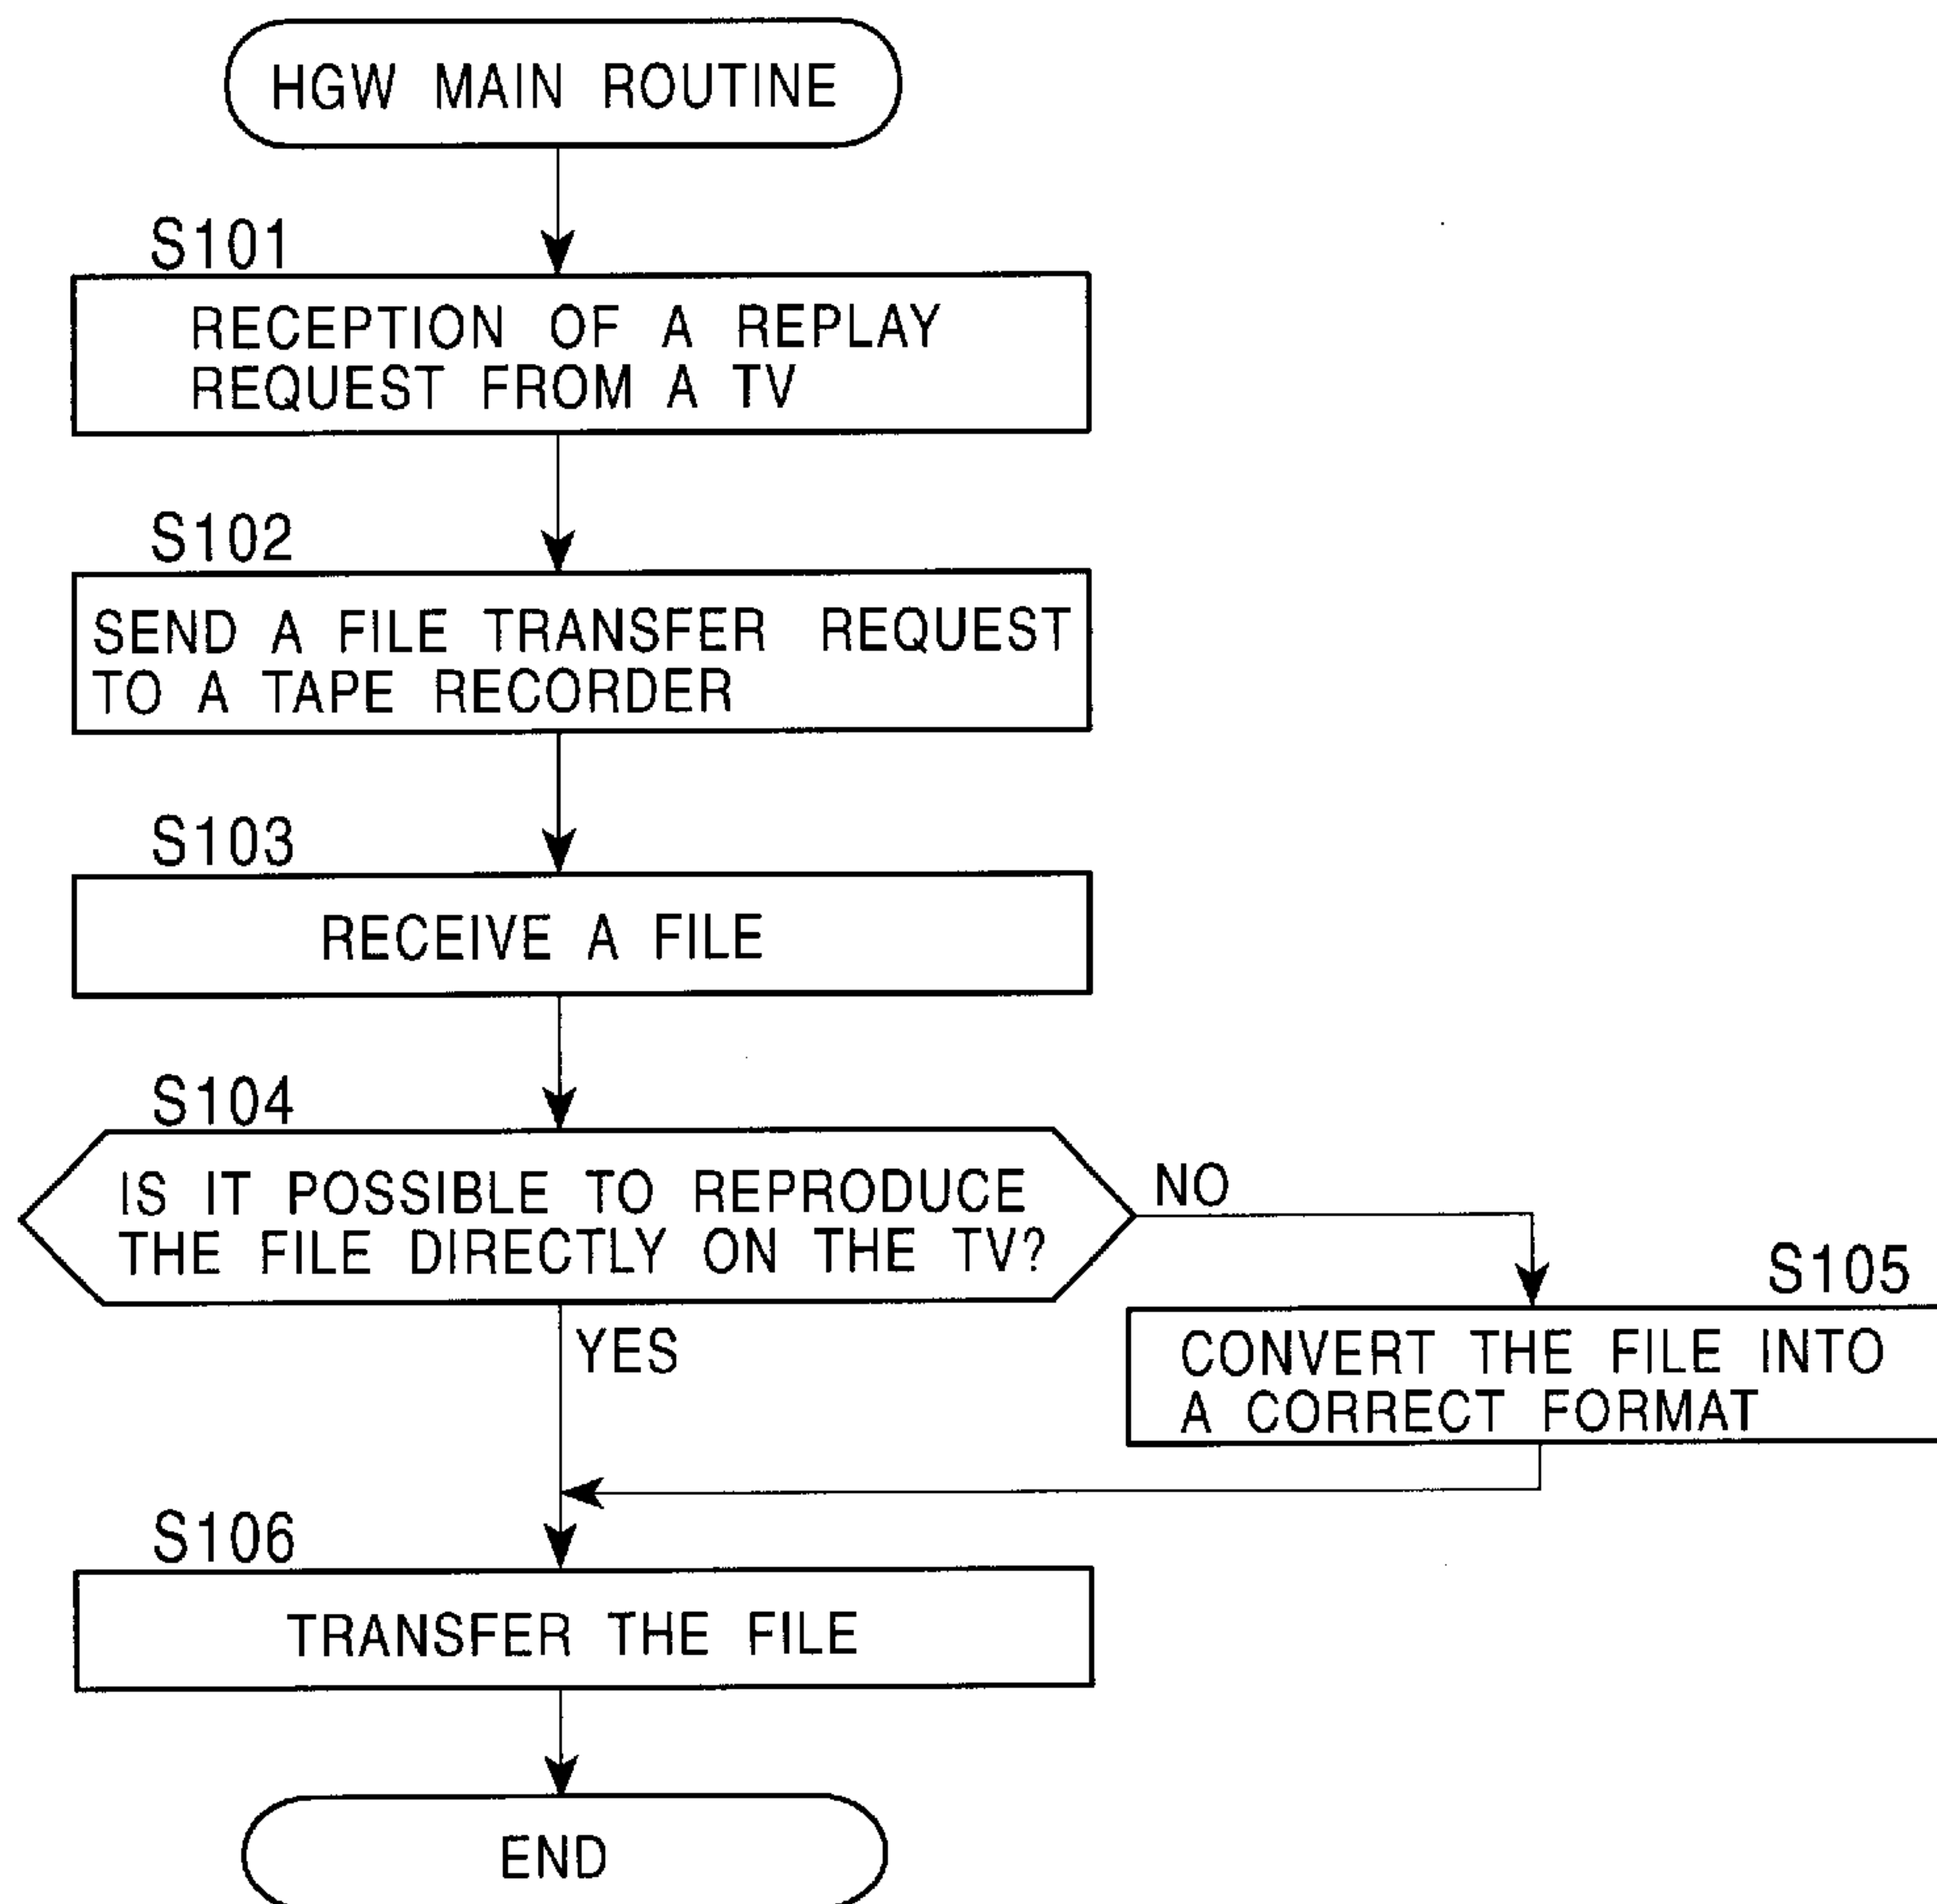 HGW MAIN ROUTINE
S101
RECEPTION OF A REPLAY
REQUEST FROM A TV
S102
SEND A FILE TRANSFER REQUEST
TO A TAPE RECORDER
S103
RECEIVE A FILE
S104
IS IT POSSIBLE TO REPRODUCE
THE FILE DIRECTLY ON THE TV?
NO
YES
S105
CONVERT THE FILE INTO
A CORRECT FORMAT
S106
TRANSFER THE FILE
END